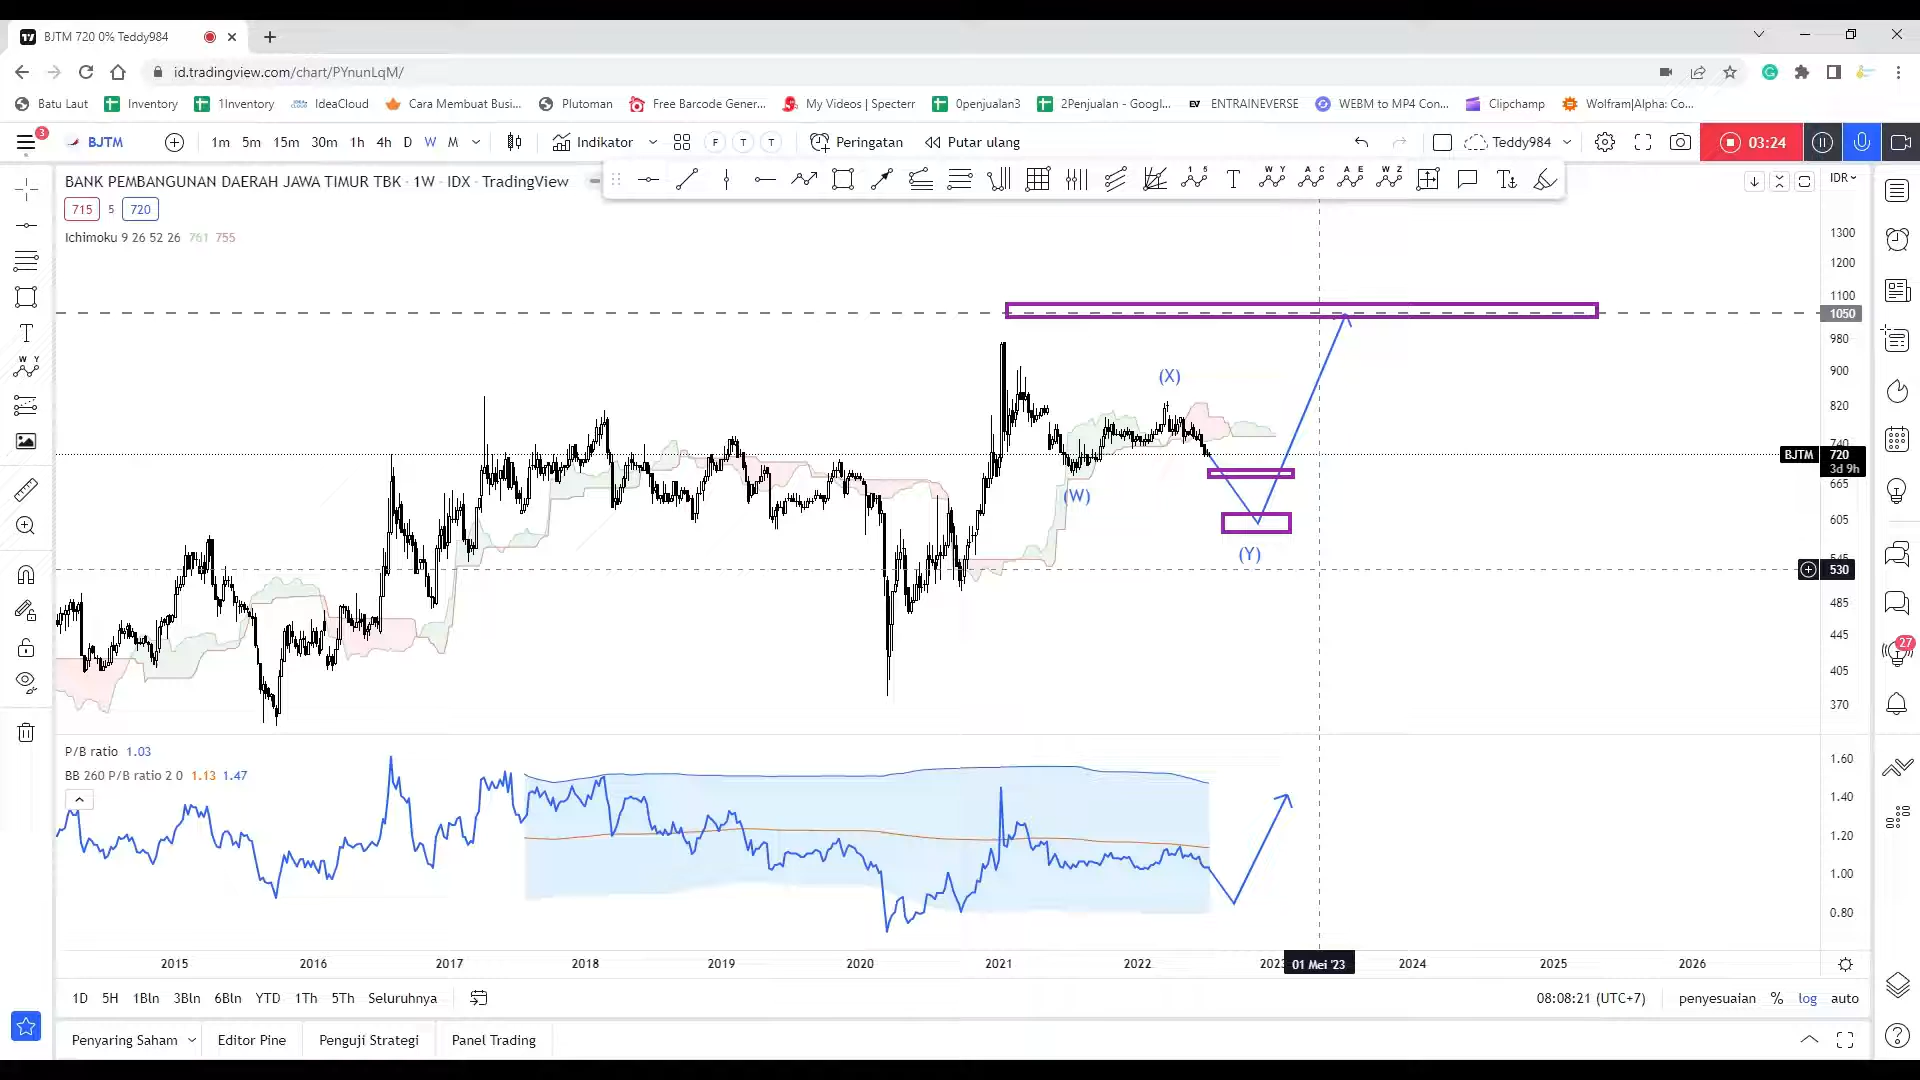 BJTM 720 0% Teddy984
id.tradingview.com/chart/PYnunLqM/
Batu Laut
Inventory
1Inventory
IdeaCloud
Cara Membuat Busi...
Plutoman
Free Barcode Gener...
My Videos | Specterr
0penjualan3
2Penjualan - Googl...
EV ENTRAINEVERSE
WEBM to MP4 Con...
Clipchamp
Wolfram|Alpha: Co...
3
BJTM
1m 5m 15m 30m 1h 4h D W M
Indikator
F T T
Peringatan
Putar ulang
Teddy984
03:24
BANK PEMBANGUNAN DAERAH JAWA TIMUR TBK · 1W · IDX · TradingView
1 5
T
W Y
A C
A E
W Z
IDR
715 5 720
Ichimoku 9 26 52 26 761 755
1300
1200
1100
1050
980
900
820
740
BJTM 720
3d 9h
665
605
545
530
485
445
405
370
(X)
(W)
(Y)
T
W Y
27
P/B ratio 1.03
BB 260 P/B ratio 2 0 1.13 1.47
1.60
1.40
1.20
1.00
0.80
2015 2016 2017 2018 2019 2020 2021 2022 2023 01 Mei '23 2024 2025 2026
1D 5H 1Bln 3Bln 6Bln YTD 1Th 5Th Seluruhnya
08:08:21 (UTC+7)
penyesuaian % log auto
Penyaring Saham
Editor Pine
Penguji Strategi
Panel Trading